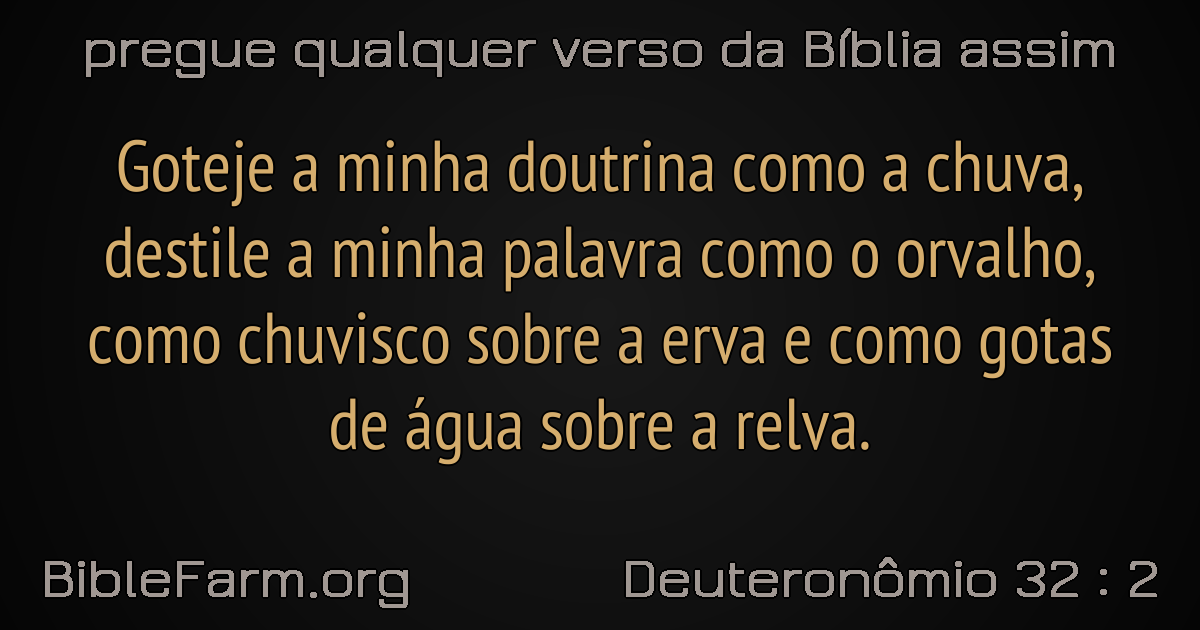 pregue qualquer verso da Bíblia assim
Goteje a minha doutrina como a chuva,
destile a minha palavra como o orvalho,
como chuvisco sobre a erva e como gotas
de água sobre a relva.
BibleFarm.org
Deuteronômio 32 : 2